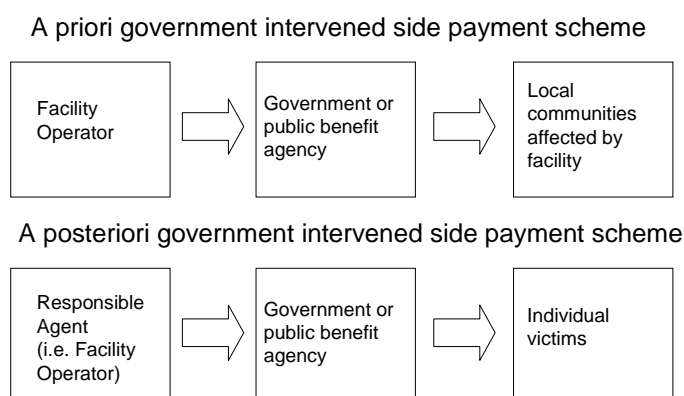 A priori government intervened side payment scheme
Facility
Operator
Government or
public benefit
agency
Local
communities
affected by
facility
A posteriori government intervened side payment scheme
Responsible
Agent
(i.e. Facility
Operator)
Government or
public benefit
agency
Individual
victims